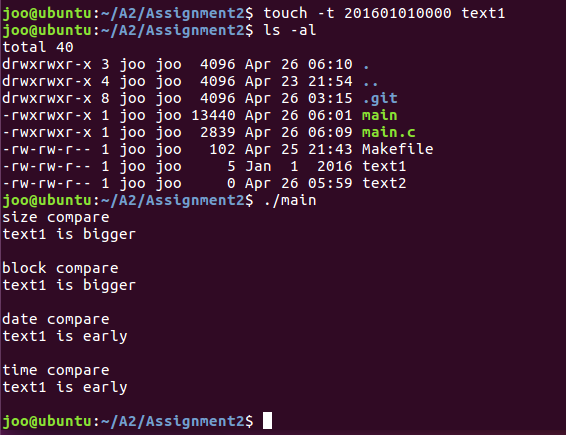 joo@ubuntu:~/A2/Assignment2$ touch -t 201601010000 text1
joo@ubuntu:~/A2/Assignment2$ ls -al
total 40
drwxrwxr-x 3 joo joo  4096 Apr 26 06:10 .
drwxrwxr-x 4 joo joo  4096 Apr 23 21:54 ..
drwxrwxr-x 8 joo joo  4096 Apr 26 03:15 .git
-rwxrwxr-x 1 joo joo 13440 Apr 26 06:01 main
-rwxrwxr-x 1 joo joo  2839 Apr 26 06:09 main.c
-rw-rw-r-- 1 joo joo   102 Apr 25 21:43 Makefile
-rw-rw-r-- 1 joo joo     5 Jan  1  2016 text1
-rw-rw-r-- 1 joo joo     0 Apr 26 05:59 text2
joo@ubuntu:~/A2/Assignment2$ ./main
size compare
text1 is bigger
block compare
text1 is bigger
date compare
text1 is early
time compare
text1 is early
joo@ubuntu:~/A2/Assignment2$